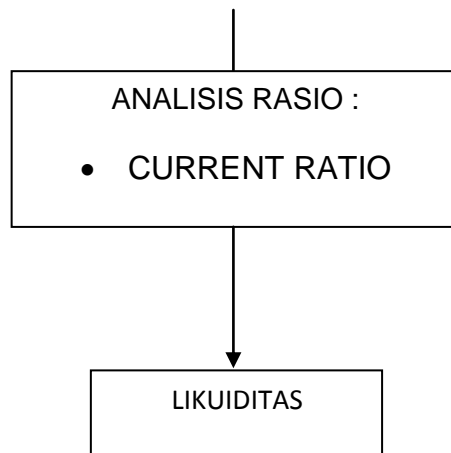 ANALISIS RASIO :
• CURRENT RATIO
LIKUIDITAS